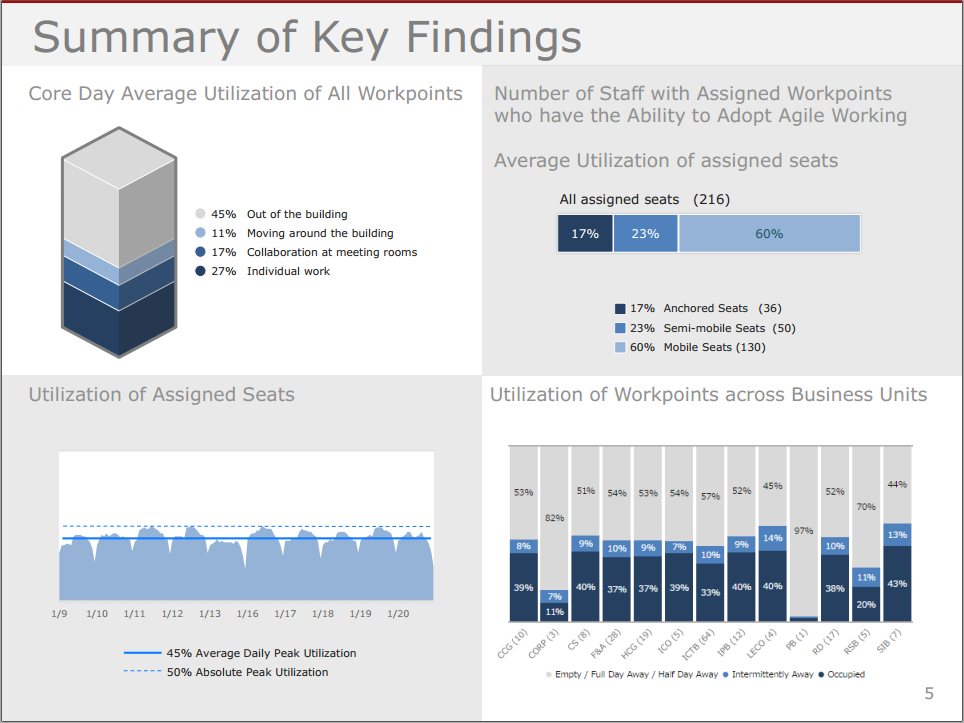 Summary of Key Findings
Core Day Average Utilization of All Workpoints
45% Out of the building
11% Moving around the building
17% Collaboration at meeting rooms
27% Individual work
Number of Staff with Assigned Workpoints
who have the Ability to Adopt Agile Working
Average Utilization of assigned seats
All assigned seats (216)
17% 23% 60%
17% Anchored Seats (36)
23% Semi-mobile Seats (50)
60% Mobile Seats (130)
Utilization of Assigned Seats
1/9 1/10 1/11 1/12 1/13 1/16 1/17 1/18 1/19 1/20
45% Average Daily Peak Utilization
50% Absolute Peak Utilization
Utilization of Workpoints across Business Units
53% 82% 51% 54% 53% 54% 57% 52% 45% 97% 52% 70% 44%
8% 7% 9% 10% 9% 7% 10% 9% 14% 10% 11% 13%
39% 11% 40% 37% 37% 39% 33% 40% 40% 38% 20% 43%
CCG (10) CORP (3) CS (8) F&A (28) HCG (19) ICO (5) ICTB (64) IPB (12) LECO (4) PB (1) RD (17) RSB (5) SIB (7)
Empty / Full Day Away / Half Day Away Intermittently Away Occupied
5